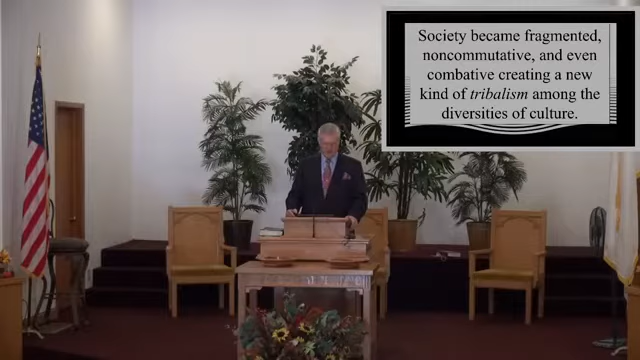 Society became fragmented,
noncommutative, and even
combative creating a new
kind of tribalism among the
diversities of culture.